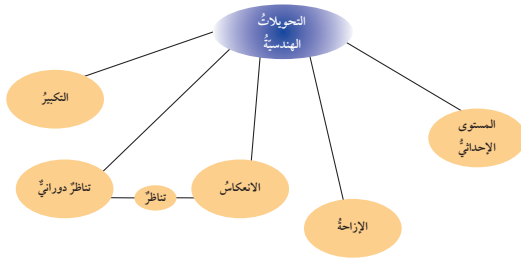 التحويلاتُ
الهندسيّةُ
المستوى
الإحداثيُّ
التكبيرُ
الانعكاسُ
تناظرٌ
تناظرٌ دورانيٌّ
الإزاحةُ